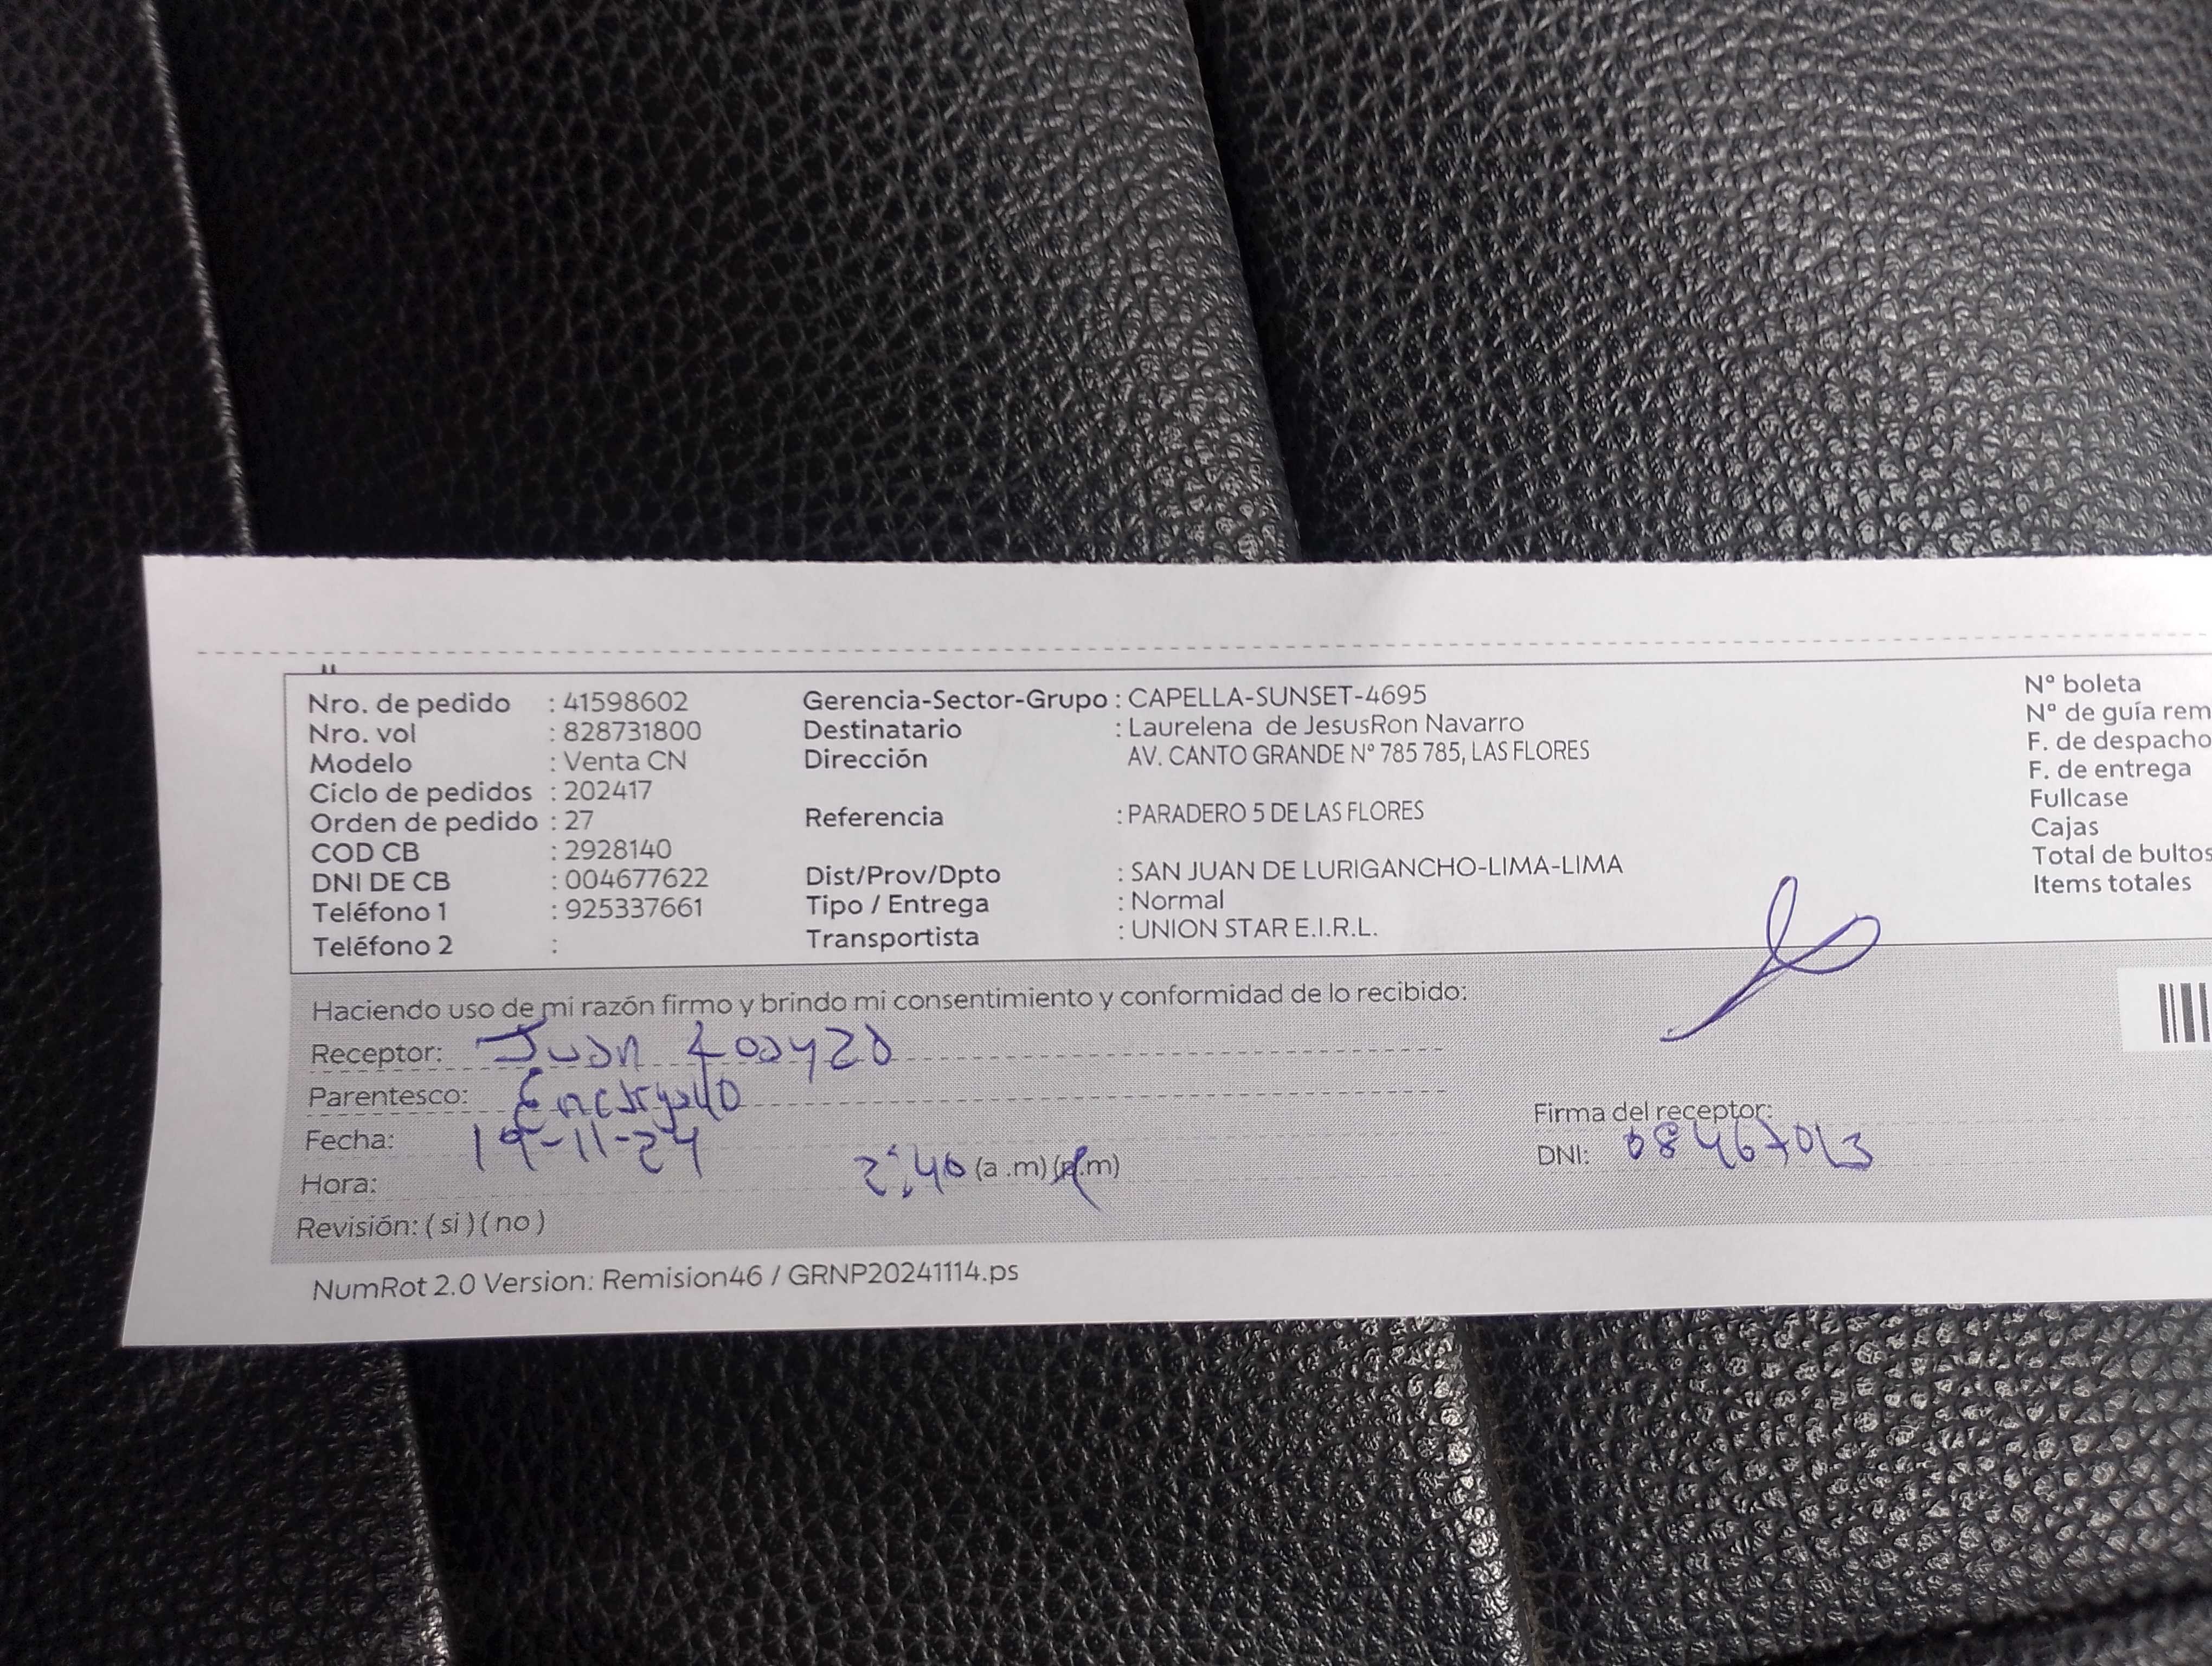 Nro. de pedido : 41598602 Gerencia-Sector-Grupo : CAPELLA-SUNSET-4695 Nº boleta
Nro. vol : 828731800 Destinatario : Laurelena de JesusRon Navarro Nº de guía rem
Modelo : Venta CN Dirección AV. CANTO GRANDE Nº 785 785, LAS FLORES F. de despacho
Ciclo de pedidos : 202417 F. de entrega
Orden de pedido : 27 Referencia : PARADERO 5 DE LAS FLORES Fullcase
COD CB : 2928140 Cajas
DNI DE CB : 004677622 Dist/Prov/Dpto : SAN JUAN DE LURIGANCHO-LIMA-LIMA Total de bultos
Teléfono 1 : 925337661 Tipo / Entrega : Normal Items totales
Teléfono 2 : Transportista : UNION STAR E.I.R.L.
Haciendo uso de mi razón firmo y brindo mi consentimiento y conformidad de lo recibido:
Receptor: Juan
Parentesco: Encargado
Fecha: 19-11-24 Firma del receptor:
Hora: 2:40 (a .m) (p.m) DNI:
Revisión: ( si ) ( no )
NumRot 2.0 Version: Remision46 / GRNP20241114.ps